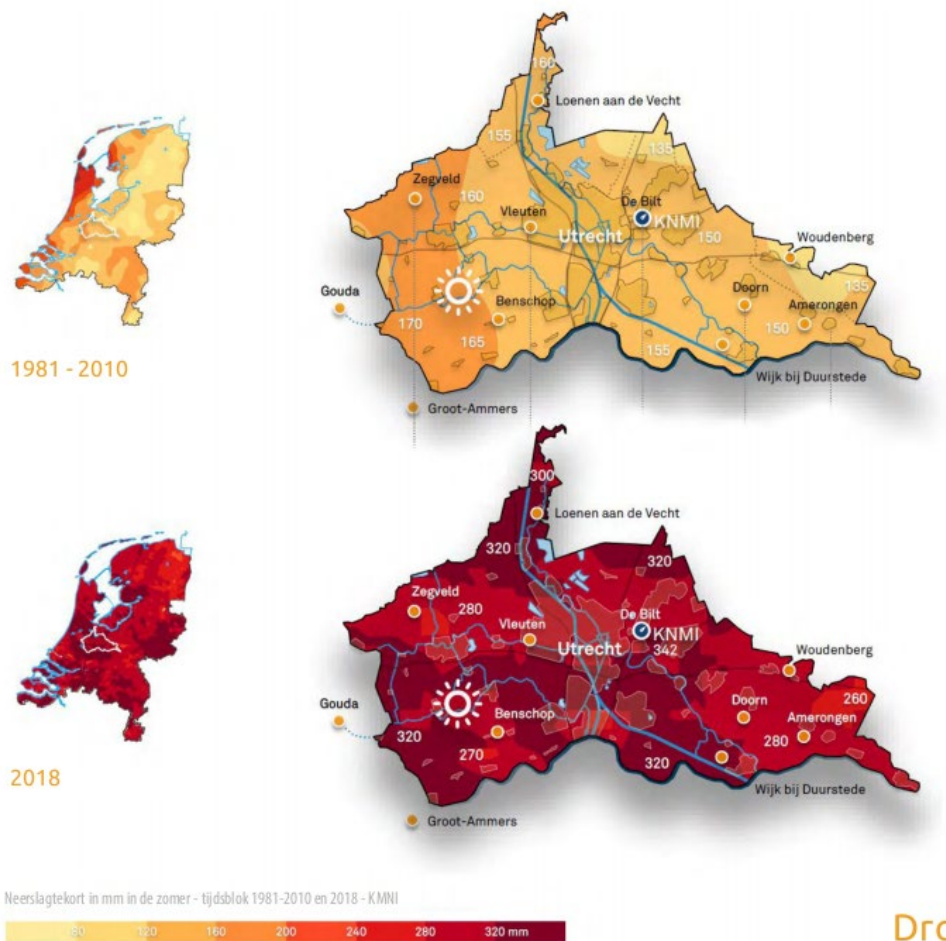 160
Loenen aan de Vecht
155
135
Zegveld
160
De Bilt
Vleuten
KNMI
Utrecht
150
Woudenberg
Doorn
135
Gouda
Benschop
Amerongen
170
150
165
155
1981 - 2010
Wijk bij Duurstede
Groot-Ammers
300
Loenen aan de Vecht
320
320
Zegveld
280
De Bilt
Vleuten
KNMI
Utrecht
342
Woudenberg
260
Gouda
Doorn
Benschop
Amerongen
320
280
270
320
2018
Wijk bij Duurstede
Groot-Ammers
Neerslagtekort in mm in de zomer - tijdsblok 1981-2010 en 2018 - KMNI
80 120 160 200 240 280 320 mm
Dro